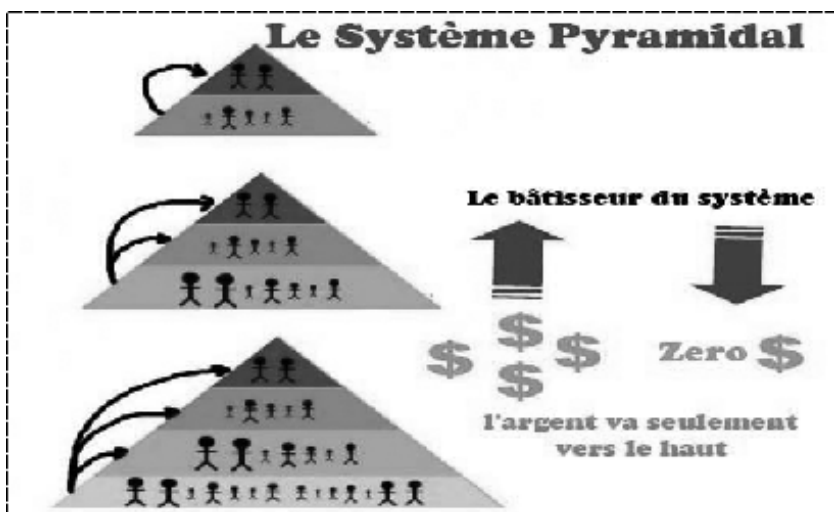 Le Système Pyramidal
Le bâtisseur du système
$
$ $
$
Zero $
l'argent va seulement
vers le haut